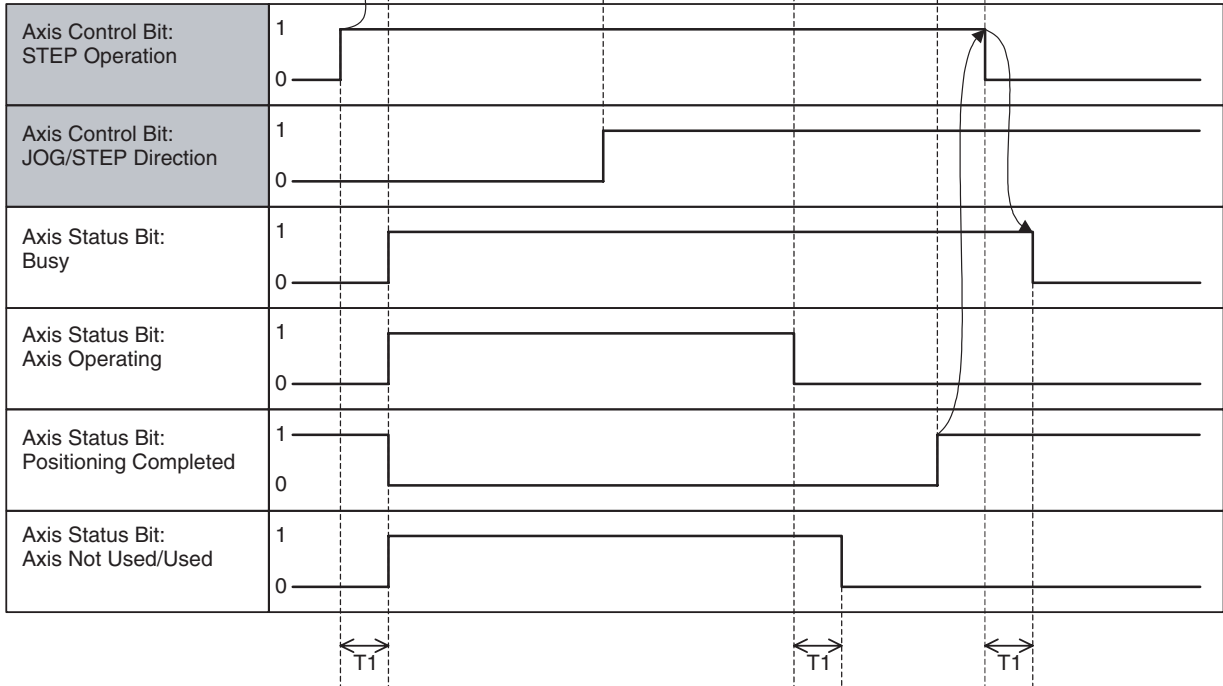 Axis Control Bit:
STEP Operation
1
0
Axis Control Bit:
JOG/STEP Direction
1
0
Axis Status Bit:
Busy
1
0
Axis Status Bit:
Axis Operating
1
0
Axis Status Bit:
Positioning Completed
1
0
Axis Status Bit:
Axis Not Used/Used
1
0
T1 T1 T1